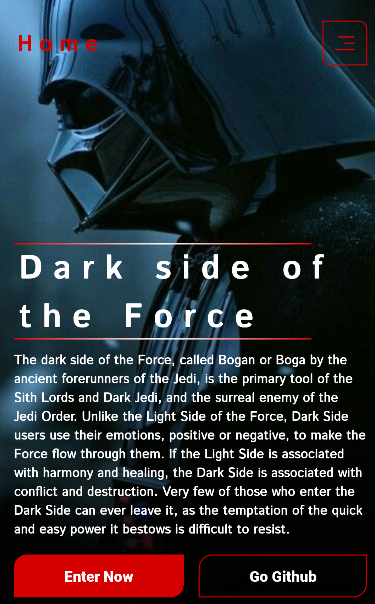 Home
Dark side of
the Force
The dark side of the Force, called Bogan or Boga by the
ancient forerunners of the Jedi, is the primary tool of the
Sith Lords and Dark Jedi, and the surreal enemy of the
Jedi Order. Unlike the Light Side of the Force, Dark Side
users use their emotions, positive or negative, to make the
Force flow through them. If the Light Side is associated
with harmony and healing, the Dark Side is associated with
conflict and destruction. Very few of those who enter the
Dark Side can ever leave it, as the temptation of the quick
and easy power it bestows is difficult to resist.
Enter Now
Go Github